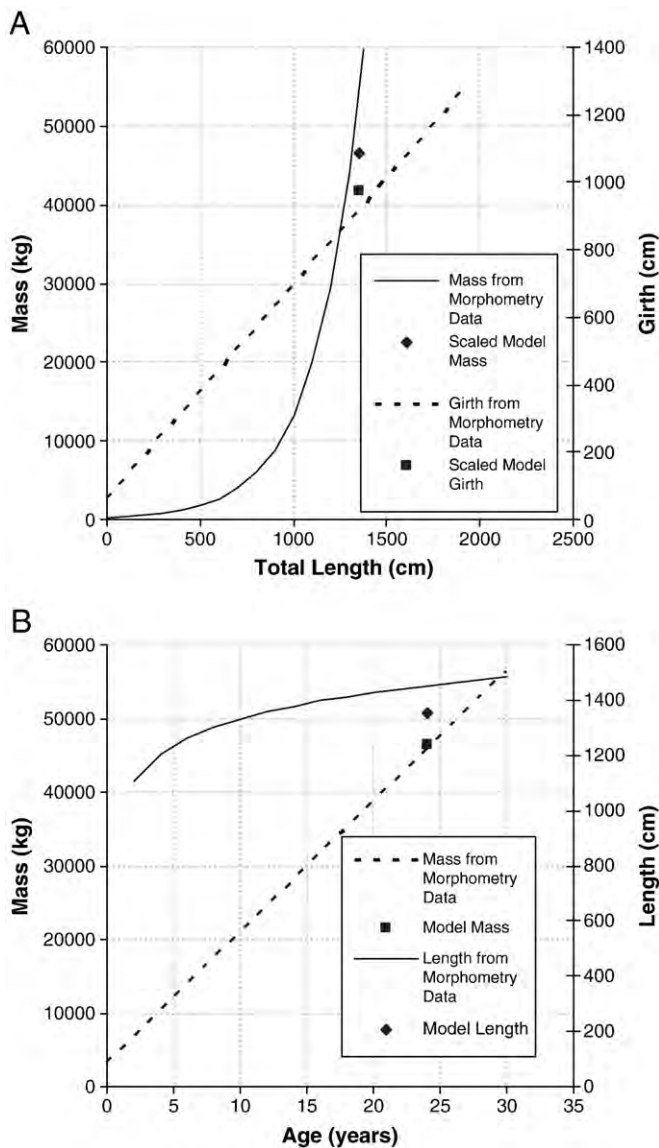 A
60000
50000
40000
30000
20000
10000
0
Mass (kg)
1400
1200
1000
800
600
400
200
0
Girth (cm)
0 500 1000 1500 2000 2500
Total Length (cm)
Mass from
Morphometry
Data
Scaled Model
Mass
Girth from
Morphometry
Data
Scaled Model
Girth
B
60000
50000
40000
30000
20000
10000
0
Mass (kg)
1600
1400
1200
1000
800
600
400
200
0
Length (cm)
0 5 10 15 20 25 30 35
Age (years)
Mass from
Morphometry
Data
Model Mass
Length from
Morphometry
Data
Model Length